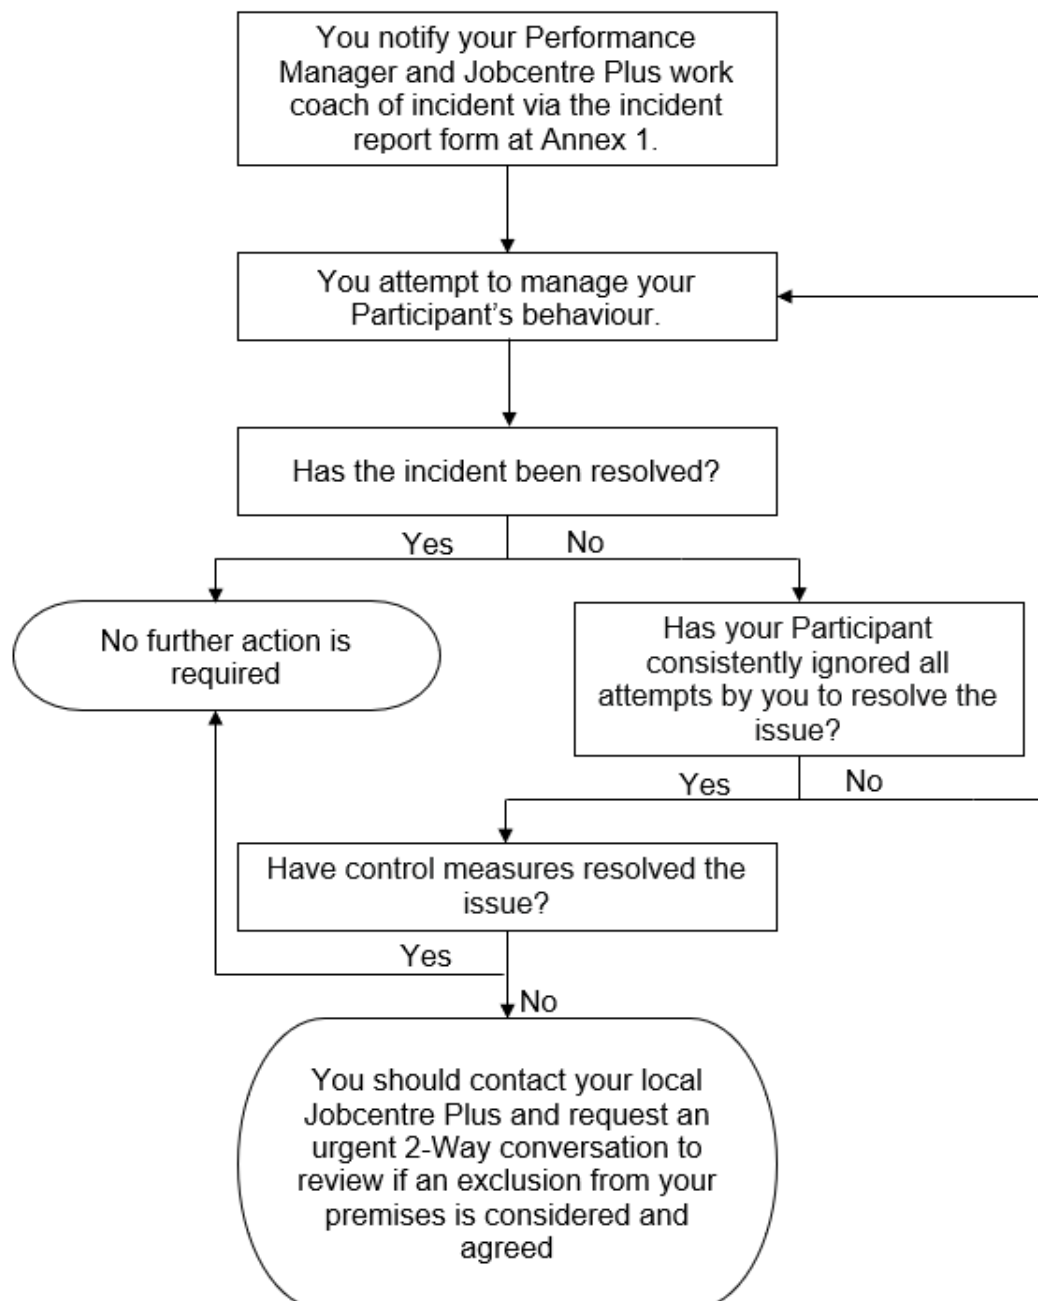 You notify your Performance
Manager and Jobcentre Plus work
coach of incident via the incident
report form at Annex 1.
You attempt to manage your
Participant’s behaviour.
Has the incident been resolved?
Yes
No
No further action is
required
Has your Participant
consistently ignored all
attempts by you to resolve the
issue?
Yes
No
Have control measures resolved the
issue?
Yes
No
You should contact your local
Jobcentre Plus and request an
urgent 2-Way conversation to
review if an exclusion from your
premises is considered and
agreed